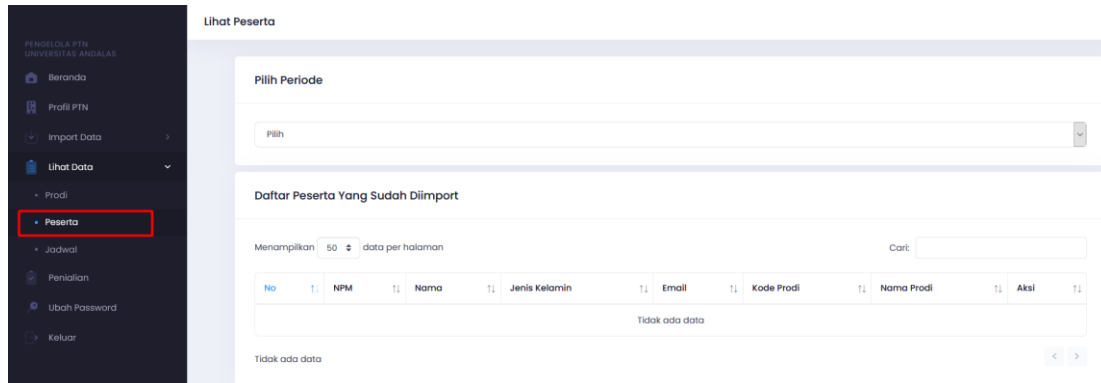 Lihat Peserta
PENGELOLA PTN
UNIVERSITAS ANDALAS
Beranda
Profil PTN
Import Data
Lihat Data
Prodi
Peserta
Jadwal
Penialian
Ubah Password
Keluar
Pilih Periode
Pilih
Daftar Peserta Yang Sudah Diimport
Menampilkan 50 data per halaman Cari:
No NPM Nama Jenis Kelamin Email Kode Prodi Nama Prodi Aksi
Tidak ada data
Tidak ada data